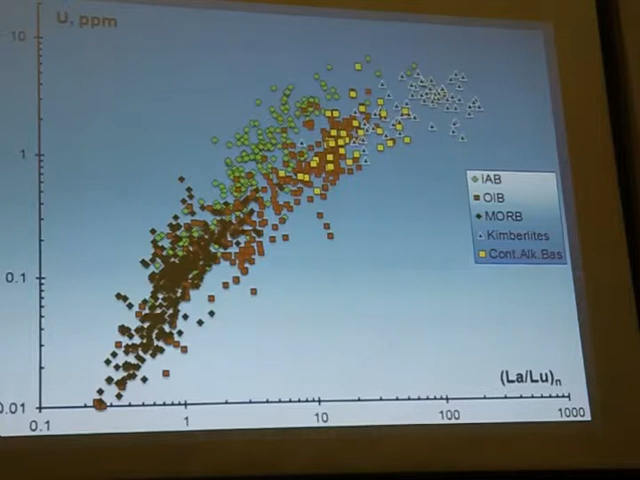 U, ppm
10
1
0.1
0.01
IAB
OIB
MORB
Kimberlites
Cont.Alk.Bas
(La/Lu)n
0.1
1
10
100
1000